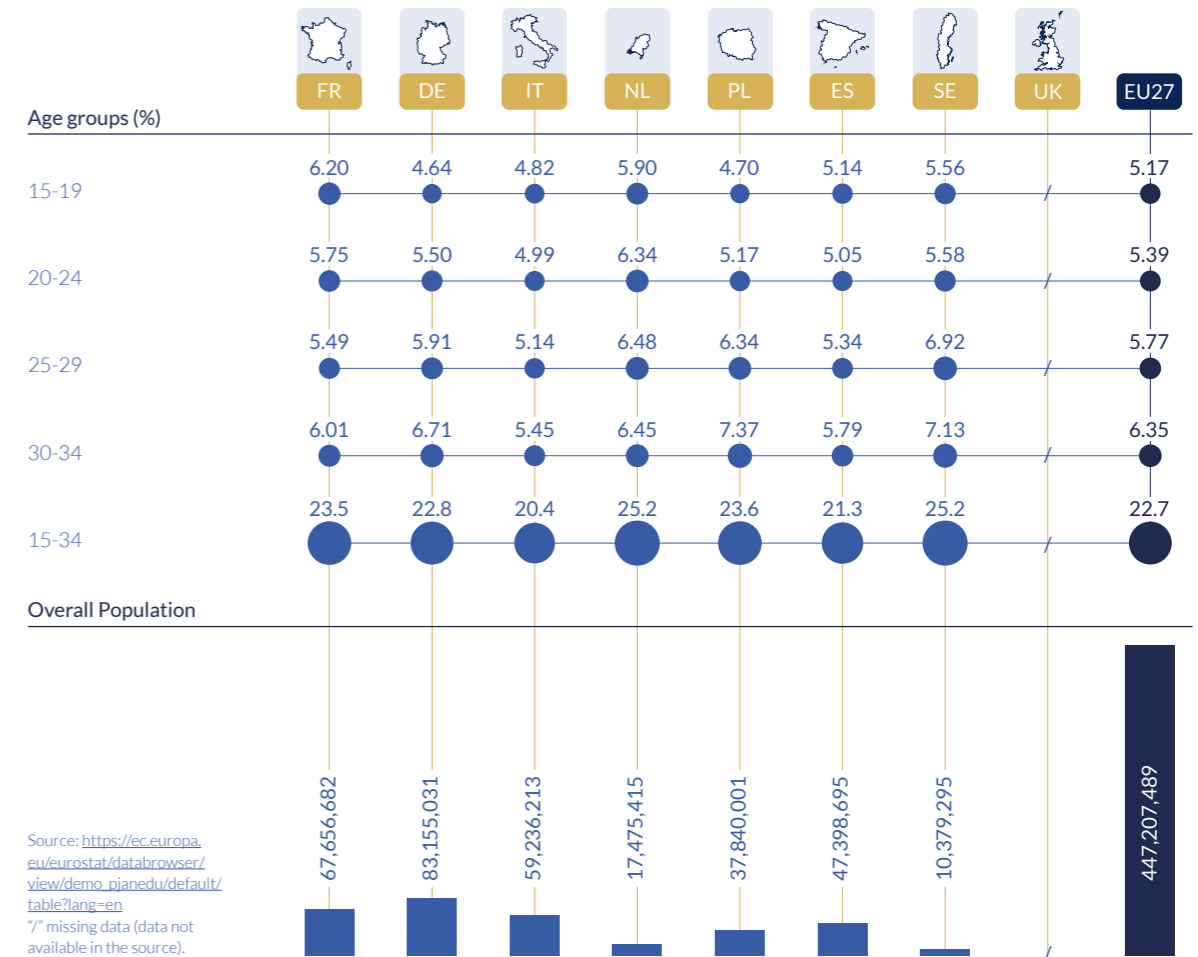 FR DE IT NL PL ES SE UK EU27
Age groups (%)
6.20 4.64 4.82 5.90 4.70 5.14 5.56 5.17
15-19 /
5.75 5.50 4.99 6.34 5.17 5.05 5.58 5.39
20-24 /
5.49 5.91 5.14 6.48 6.34 5.34 6.92 5.77
25-29 /
6.01 6.71 5.45 6.45 7.37 5.79 7.13 6.35
30-34 /
23.5 22.8 20.4 25.2 23.6 21.3 25.2 22.7
15-34 /
Overall Population
67,656,682 83,155,031 59,236,213 17,475,415 37,840,001 47,398,695 10,379,295 / 447,207,489
Source: https://ec.europa.
eu/eurostat/databrowser/
view/demo_pjanedu/default/
table?lang=en
"/" missing data (data not
available in the source).